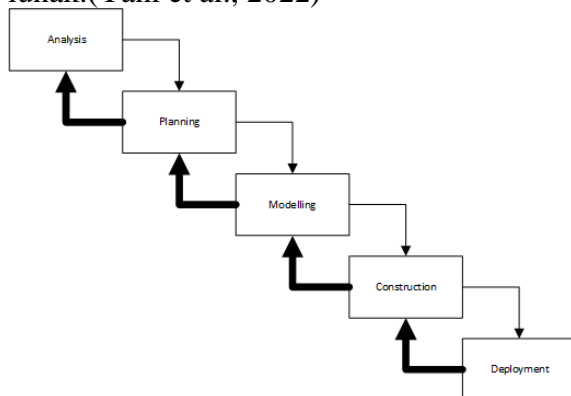 et al., 2022)
Analysis
Planning
Modelling
Construction
Deployment